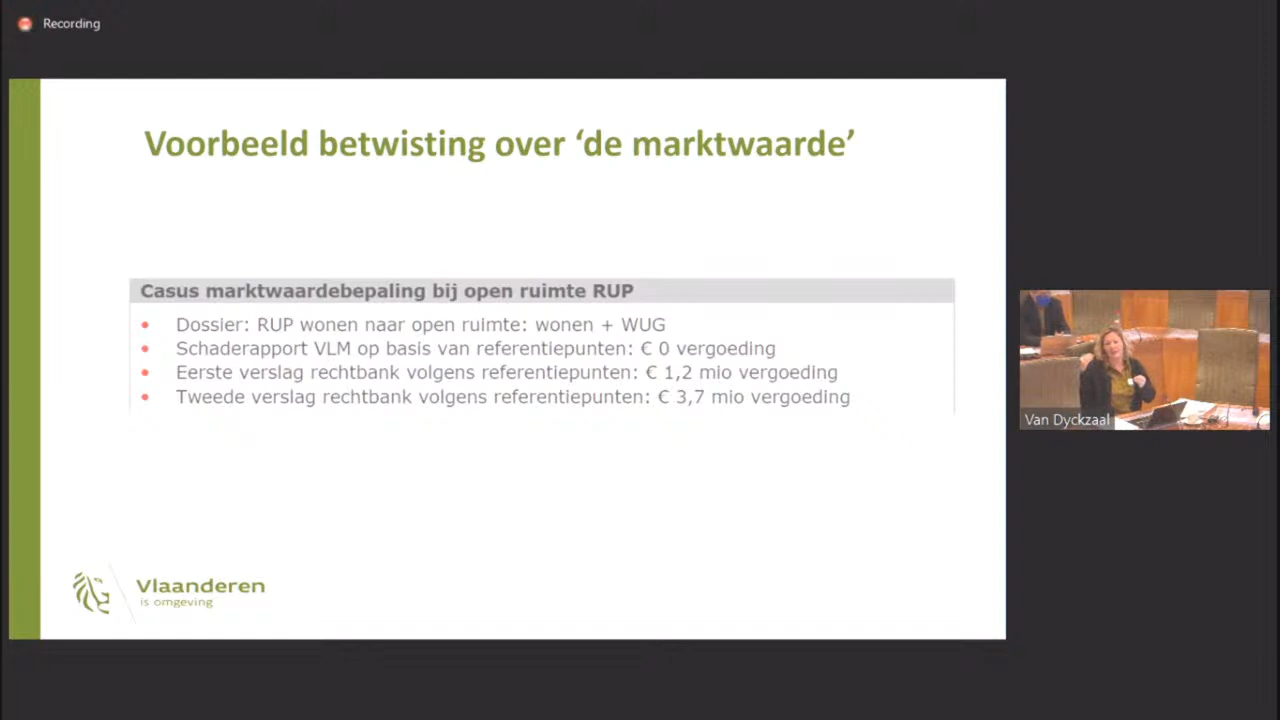 Recording
Voorbeeld betwisting over ‘de marktwaarde’
Casus marktwaardebepaling bij open ruimte RUP
• Dossier: RUP wonen naar open ruimte: wonen + WUG
• Schaderapport VLM op basis van referentiepunten: € 0 vergoeding
• Eerste verslag rechtbank volgens referentiepunten: € 1,2 mio vergoeding
• Tweede verslag rechtbank volgens referentiepunten: € 3,7 mio vergoeding
Van Dyckzaal
Vlaanderen
is omgeving